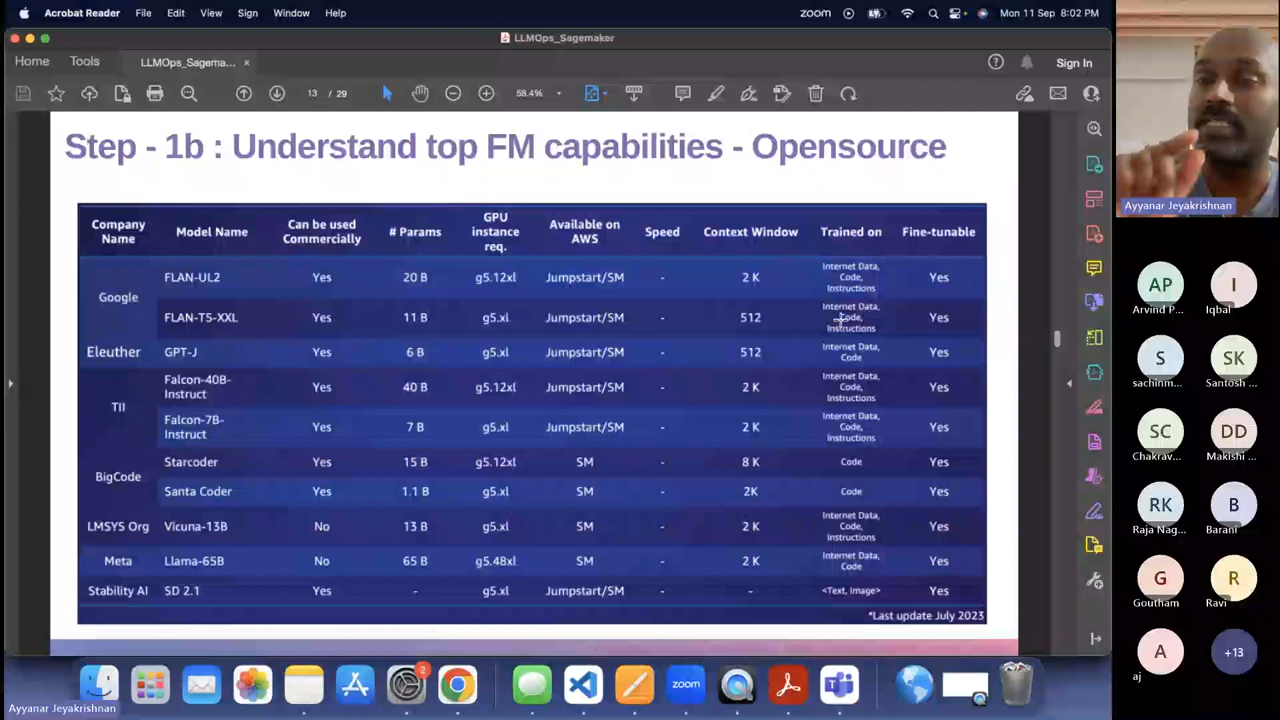 Acrobat Reader File Edit View Sign Window Help zoom Mon 11 Sep 8:02 PM
LLMOps_Sagemaker
Home Tools LLMOps_Sagema... × Sign In
13 / 29 58.4%
Step - 1b : Understand top FM capabilities - Opensource
Company Name Model Name Can be used Commercially # Params GPU instance req. Available on AWS Speed Context Window Trained on Fine-tunable
Google FLAN-UL2 Yes 20 B g5.12xl Jumpstart/SM - 2 K Internet Data, Code, Instructions Yes
FLAN-T5-XXL Yes 11 B g5.xl Jumpstart/SM - 512 Internet Data, Code, Instructions Yes
Eleuther GPT-J Yes 6 B g5.xl Jumpstart/SM - 512 Internet Data, Code Yes
TII Falcon-40B-Instruct Yes 40 B g5.12xl Jumpstart/SM - 2 K Internet Data, Code, Instructions Yes
Falcon-7B-Instruct Yes 7 B g5.xl Jumpstart/SM - 2 K Internet Data, Code, Instructions Yes
BigCode Starcoder Yes 15 B g5.12xl SM - 8 K Code Yes
Santa Coder Yes 1.1 B g5.xl SM - 2K Code Yes
LMSYS Org Vicuna-13B No 13 B g5.xl SM - 2 K Internet Data, Code, Instructions Yes
Meta Llama-65B No 65 B g5.48xl SM - 2 K Internet Data, Code Yes
Stability AI SD 2.1 Yes - g5.xl Jumpstart/SM - - <Text, Image> Yes
*Last update July 2023
2
zoom
Ayyanar Jeyakrishnan
Ayyanar Jeyakrishnan
AP I
Arvind P... Iqbal
S SK
sachinm... Santosh ...
SC DD
Chakrav... Makishi ...
RK B
Raja Nag... Barani
G R
Goutham Ravi
A +13
aj